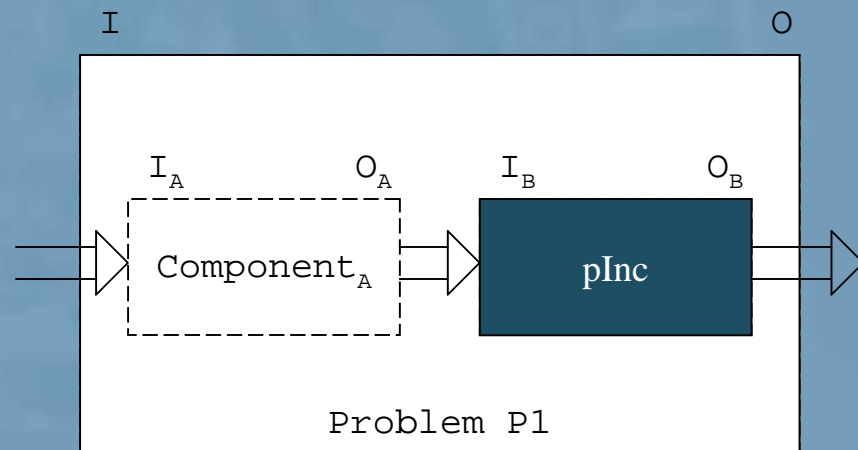 I O
I_A O_A I_B O_B
Component_A pInc
Problem P1